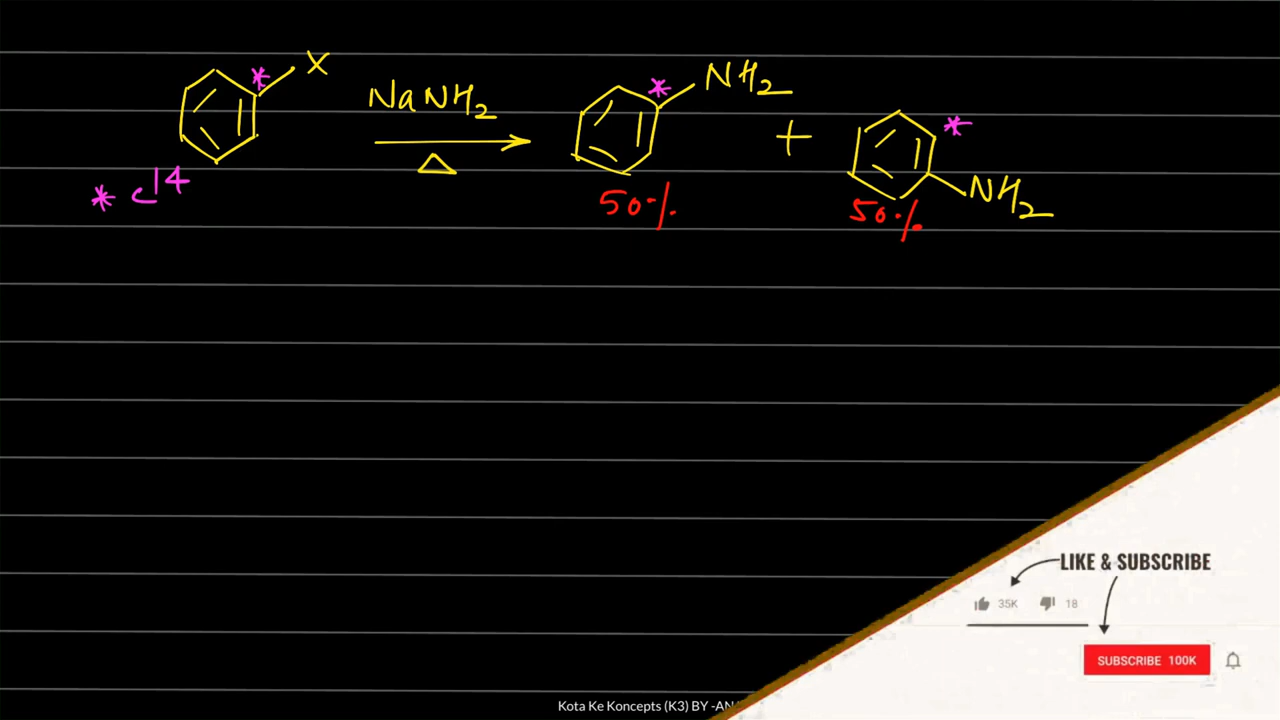 X
* NaNH₂ * NH₂
Δ + *
* C¹⁴ NH₂
50% 50%
LIKE & SUBSCRIBE
35K 18
SUBSCRIBE 100K
Kota Ke Koncepts (K3) BY -